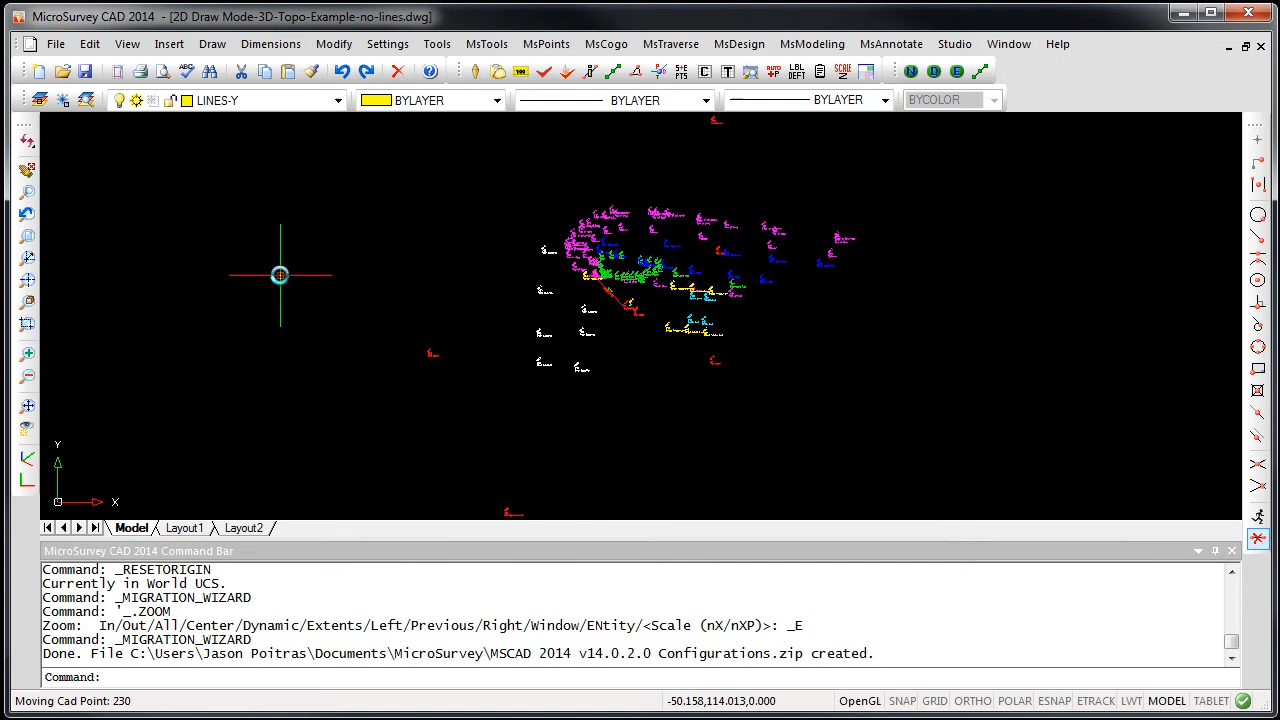 MicroSurvey CAD 2014 - [2D Draw Mode-3D-Topo-Example-no-lines.dwg]
File Edit View Insert Draw Dimensions Modify Settings Tools MsTools MsPoints MsCogo MsTraverse MsDesign MsModeling MsAnnotate Studio Window Help
S+E PTS C T AUTO +P LBL DEFT SCALE N D E
LINES-Y BYLAYER BYLAYER BYLAYER BYCOLOR
Y
X
Model Layout1 Layout2
MicroSurvey CAD 2014 Command Bar
Command: _RESETORIGIN
Currently in World UCS.
Command: _MIGRATION_WIZARD
Command: '_.ZOOM
Zoom:  In/Out/All/Center/Dynamic/Extents/Left/Previous/Right/Window/ENtity/<Scale (nX/nXP)>: _E
Command: _MIGRATION_WIZARD
Done. File C:\Users\Jason Poitras\Documents\MicroSurvey\MSCAD 2014 v14.0.2.0 Configurations.zip created.
Command:
Moving Cad Point: 230 -50.158,114.013,0.000 OpenGL SNAP GRID ORTHO POLAR ESNAP ETRACK LWT MODEL TABLET